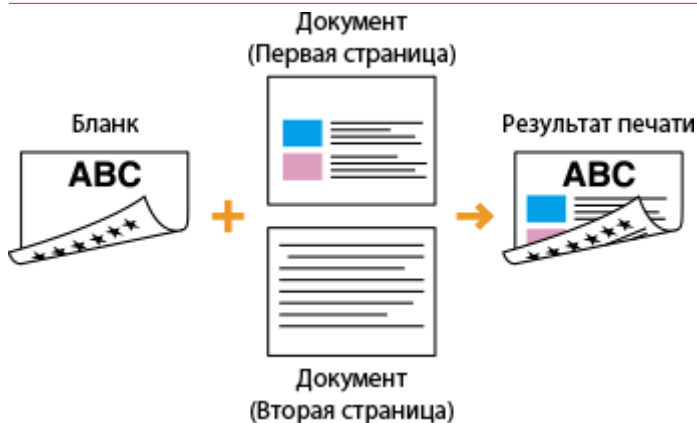 Документ
(Первая страница)
Бланк
Результат печати
ABC
ABC
Документ
(Вторая страница)